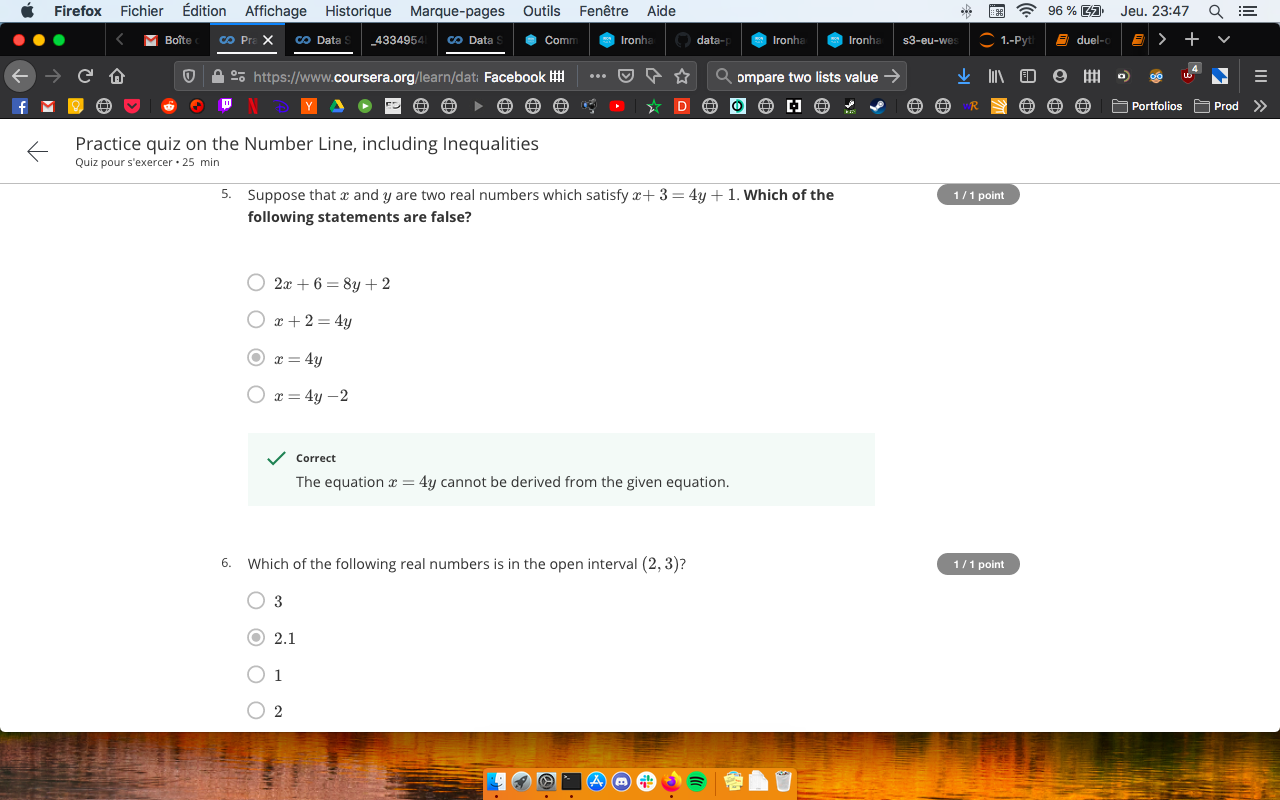 Firefox Fichier Édition Affichage Historique Marque-pages Outils Fenêtre Aide 96 % Jeu. 23:47
Boîte Pra Data S _4334954 Data S Comm Ironha data-p Ironha Ironha s3-eu-wes 1.-Pyt duel-o
https://www.coursera.org/learn/dat Facebook ompare two lists value 4
Portfolios Prod
Practice quiz on the Number Line, including Inequalities
Quiz pour s'exercer • 25 min
5. Suppose that x and y are two real numbers which satisfy x + 3 = 4y + 1. Which of the 1 / 1 point
following statements are false?
2x + 6 = 8y + 2
x + 2 = 4y
x = 4y
x = 4y −2
Correct
The equation x = 4y cannot be derived from the given equation.
6. Which of the following real numbers is in the open interval (2, 3)? 1 / 1 point
3
2.1
1
2